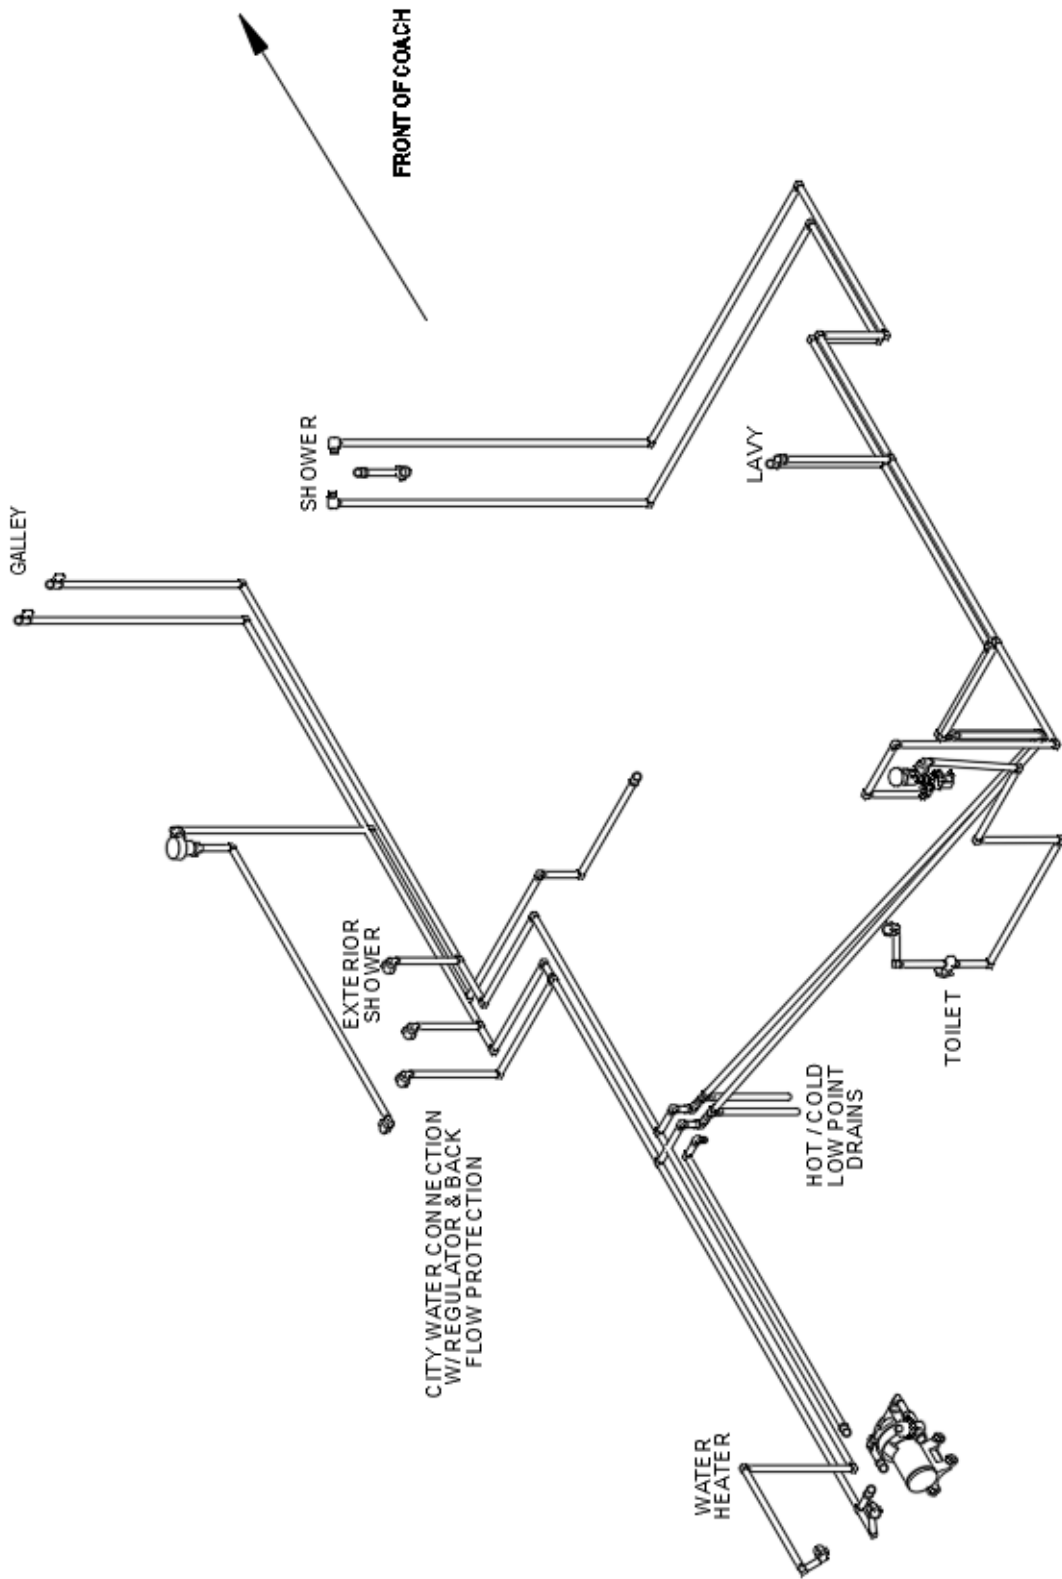 FRONT OF COACH
GALLEY
SHOWER
LAVY
EXTERIOR
SHOWER
CITY WATER CONNECTION
W/ REGULATOR & BACK
FLOW PROTECTION
HOT / COLD
LOW POINT
DRAINS
TOILET
WATER
HEATER